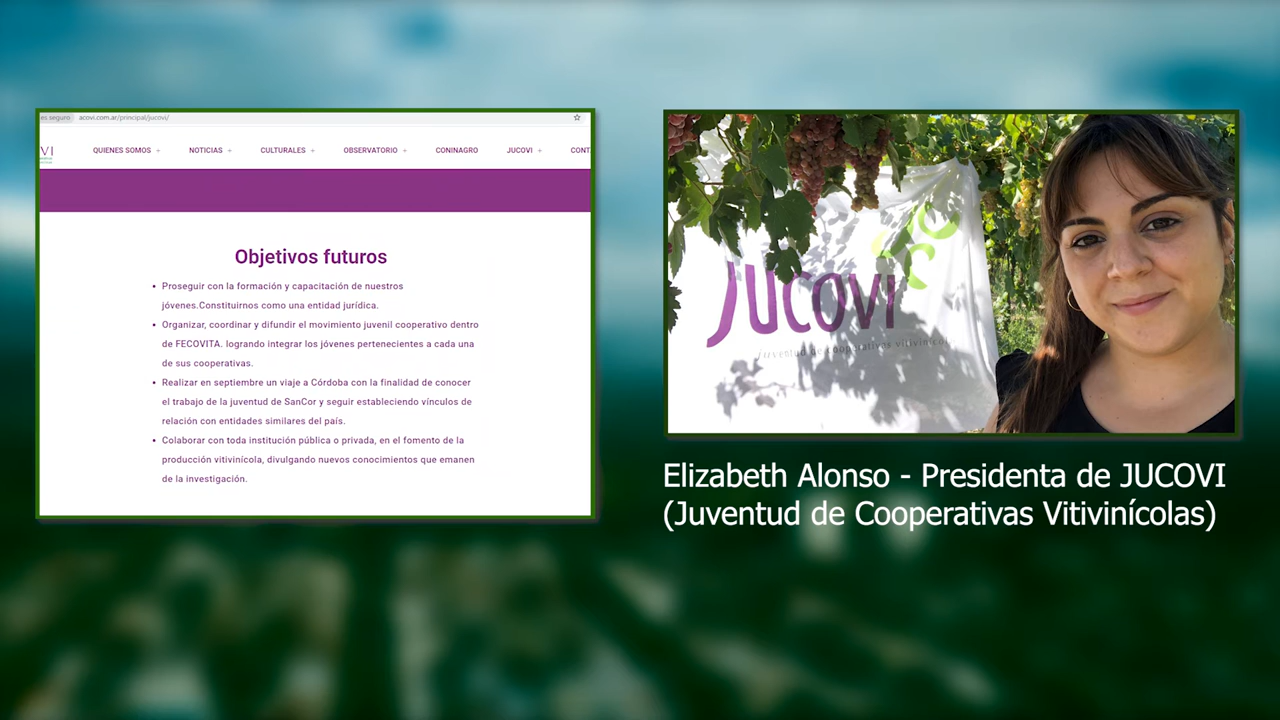 es seguro acovi.com.ar/principal/jucovi/
VI
QUIENES SOMOS + NOTICIAS + CULTURALES + OBSERVATORIO + CONINAGRO JUCOVI + CONT
Objetivos futuros
• Proseguir con la formación y capacitación de nuestros
jóvenes.Constituirnos como una entidad jurídica.
• Organizar, coordinar y difundir el movimiento juvenil cooperativo dentro
de FECOVITA. logrando integrar los jóvenes pertenecientes a cada una
de sus cooperativas.
• Realizar en septiembre un viaje a Córdoba con la finalidad de conocer
el trabajo de la juventud de SanCor y seguir estableciendo vínculos de
relación con entidades similares del país.
• Colaborar con toda institución pública o privada, en el fomento de la
producción vitivinícola, divulgando nuevos conocimientos que emanen
de la investigación.
JUCOVI
juventud de cooperativas vitivinícol
Elizabeth Alonso - Presidenta de JUCOVI
(Juventud de Cooperativas Vitivinícolas)